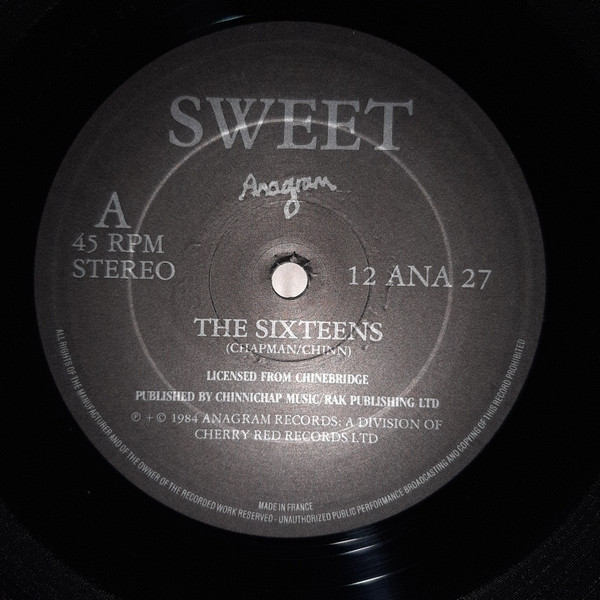 SWEET
Anagram
A
45 RPM
STEREO
12 ANA 27
THE SIXTEENS
(CHAPMAN/CHINN)
LICENSED FROM CHINEBRIDGE
PUBLISHED BY CHINNICHAP MUSIC/RAK PUBLISHING LTD
℗ + © 1984 ANAGRAM RECORDS: A DIVISION OF
CHERRY RED RECORDS LTD
MADE IN FRANCE
ALL RIGHTS OF THE MANUFACTURER AND OF THE OWNER OF THE RECORDED WORK RESERVED - UNAUTHORIZED PUBLIC PERFORMANCE BROADCASTING AND COPYING OF THIS RECORD PROHIBITED